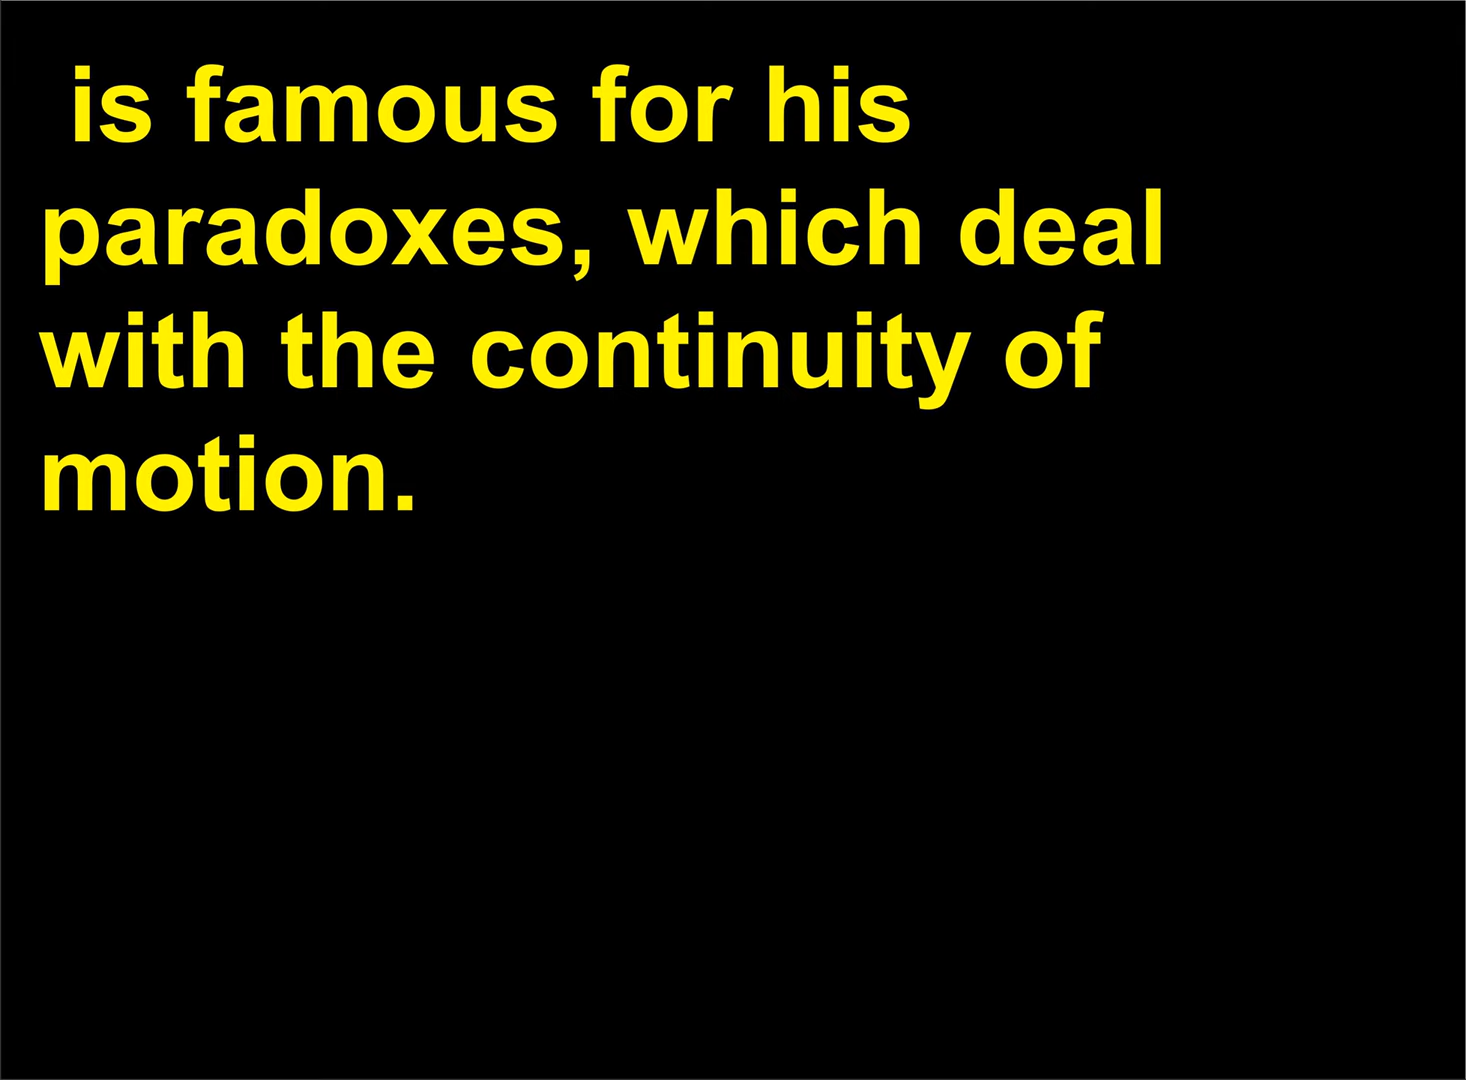 is famous for his
paradoxes, which deal
with the continuity of
motion.